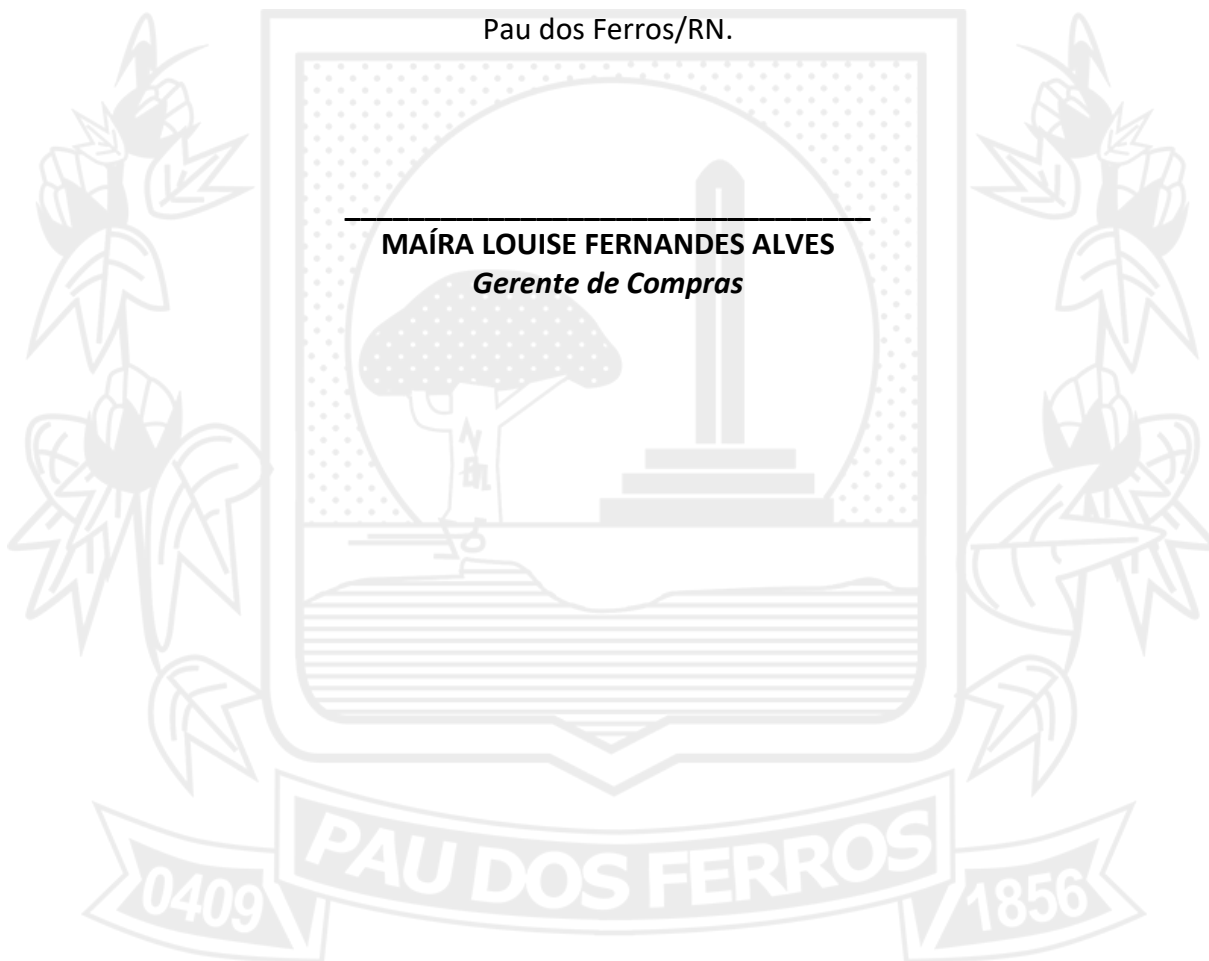 Pau dos Ferros/RN.
MAÍRA LOUISE FERNANDES ALVES
Gerente de Compras
PAU DOS FERROS
0409
1856